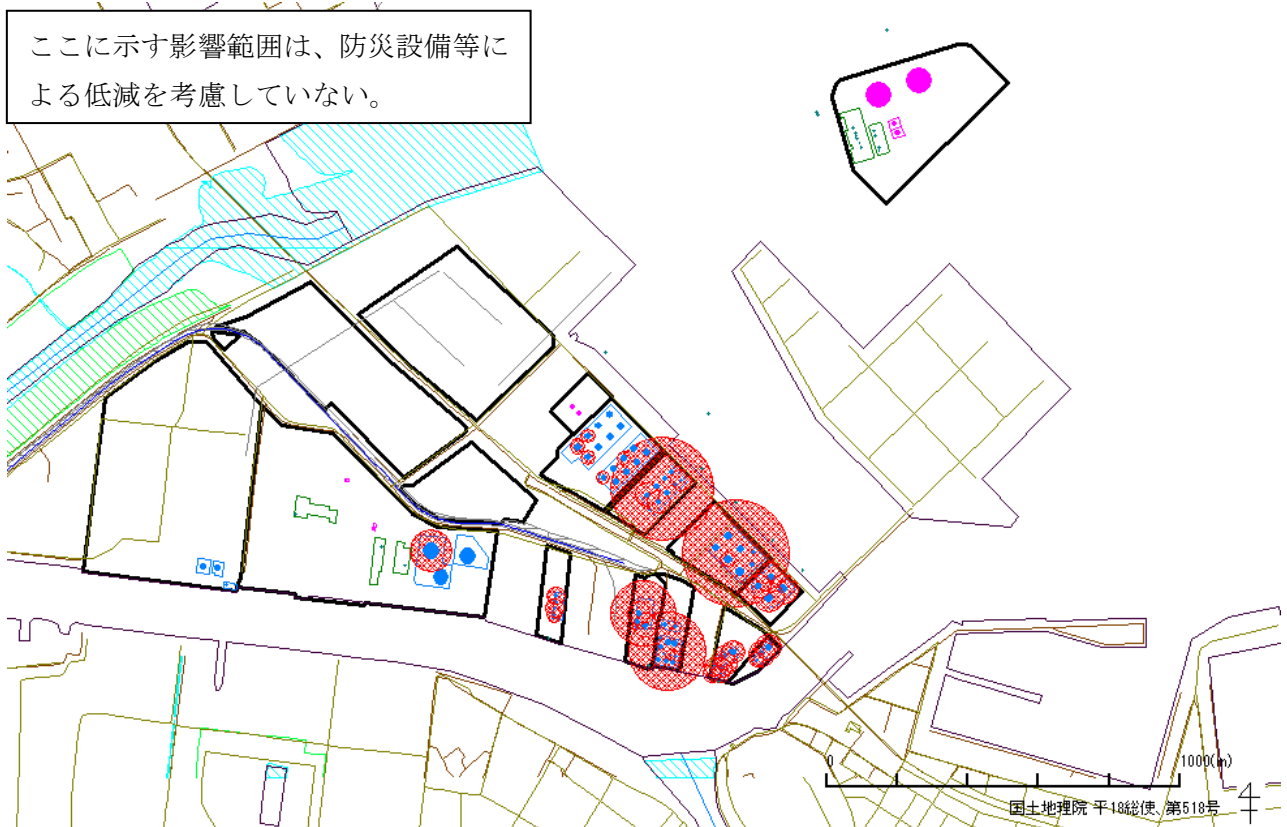 ここに示す影響範囲は、防災設備等に
よる低減を考慮していない。
0
1000(m)
国土地理院 平18総使、第518号